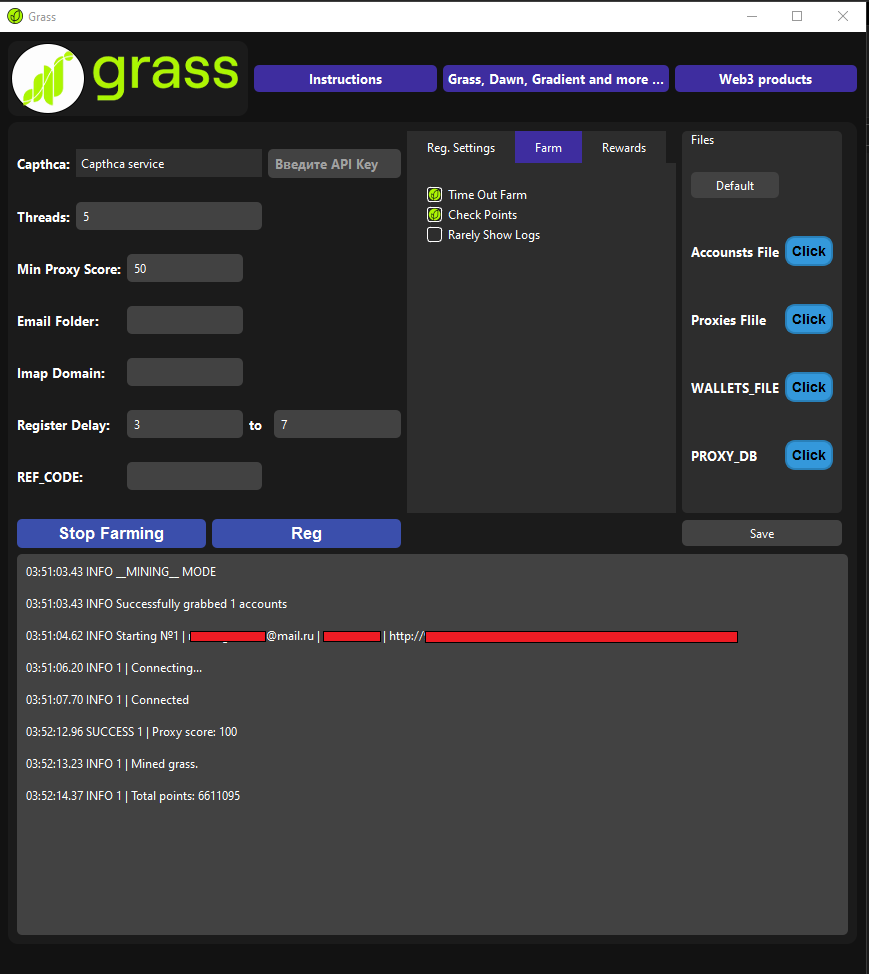 Grass
grass
Instructions
Grass, Dawn, Gradient and more ...
Web3 products
Capthca:
Capthca service
Введите API Key
Threads:
5
Min Proxy Score:
50
Email Folder:
Imap Domain:
Register Delay:
3
to
7
REF_CODE:
Reg. Settings
Farm
Rewards
Time Out Farm
Check Points
Rarely Show Logs
Files
Default
Accounsts File
Click
Proxies Flile
Click
WALLETS_FILE
Click
PROXY_DB
Click
Stop Farming
Reg
Save
03:51:03.43 INFO __MINING__ MODE
03:51:03.43 INFO Successfully grabbed 1 accounts
03:51:04.62 INFO Starting №1 | @mail.ru | | http://
03:51:06.20 INFO 1 | Connecting...
03:51:07.70 INFO 1 | Connected
03:52:12.96 SUCCESS 1 | Proxy score: 100
03:52:13.23 INFO 1 | Mined grass.
03:52:14.37 INFO 1 | Total points: 6611095